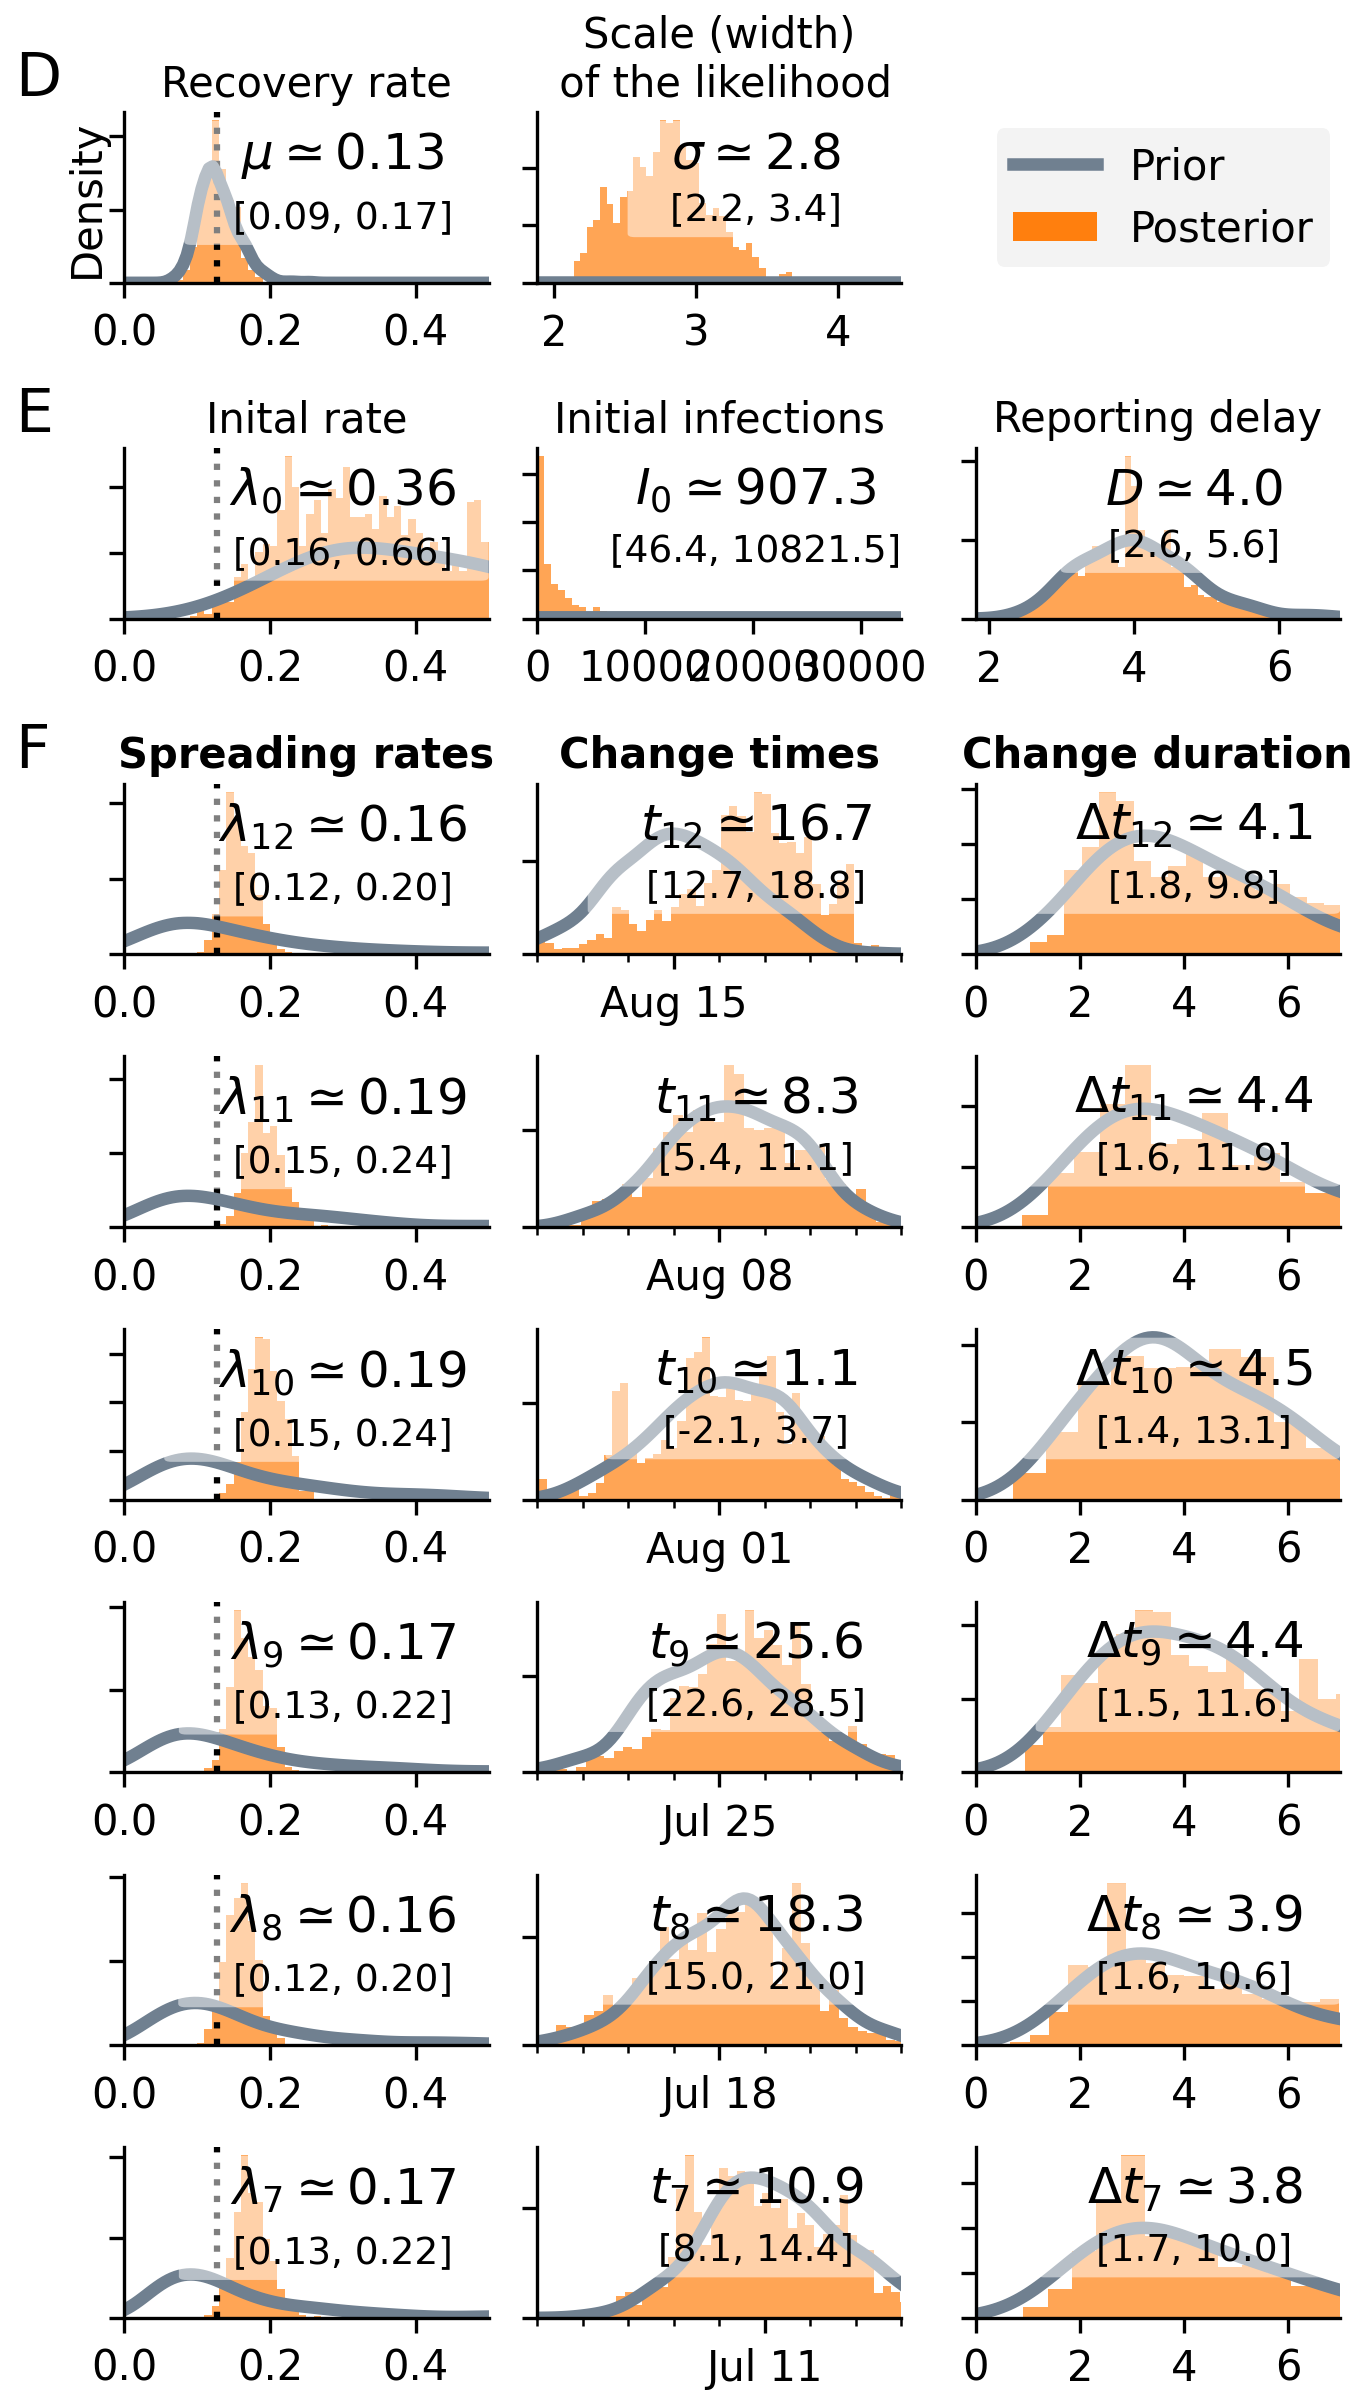 D
Recovery rate
Scale (width)
of the likelihood
Density
μ ≃ 0.13
[0.09, 0.17]
0.0 0.2 0.4
σ ≃ 2.8
[2.2, 3.4]
2 3 4
Prior
Posterior
E
Inital rate
λ0 ≃ 0.36
[0.16, 0.66]
0.0 0.2 0.4
Initial infections
I0 ≃ 907.3
[46.4, 10821.5]
0 10000 20000 30000
Reporting delay
D ≃ 4.0
[2.6, 5.6]
2 4 6
F
Spreading rates
Change times
Change duration
λ12 ≃ 0.16
[0.12, 0.20]
0.0 0.2 0.4
t12 ≃ 16.7
[12.7, 18.8]
Aug 15
Δt12 ≃ 4.1
[1.8, 9.8]
0 2 4 6
λ11 ≃ 0.19
[0.15, 0.24]
0.0 0.2 0.4
t11 ≃ 8.3
[5.4, 11.1]
Aug 08
Δt11 ≃ 4.4
[1.6, 11.9]
0 2 4 6
λ10 ≃ 0.19
[0.15, 0.24]
0.0 0.2 0.4
t10 ≃ 1.1
[-2.1, 3.7]
Aug 01
Δt10 ≃ 4.5
[1.4, 13.1]
0 2 4 6
λ9 ≃ 0.17
[0.13, 0.22]
0.0 0.2 0.4
t9 ≃ 25.6
[22.6, 28.5]
Jul 25
Δt9 ≃ 4.4
[1.5, 11.6]
0 2 4 6
λ8 ≃ 0.16
[0.12, 0.20]
0.0 0.2 0.4
t8 ≃ 18.3
[15.0, 21.0]
Jul 18
Δt8 ≃ 3.9
[1.6, 10.6]
0 2 4 6
λ7 ≃ 0.17
[0.13, 0.22]
0.0 0.2 0.4
t7 ≃ 10.9
[8.1, 14.4]
Jul 11
Δt7 ≃ 3.8
[1.7, 10.0]
0 2 4 6